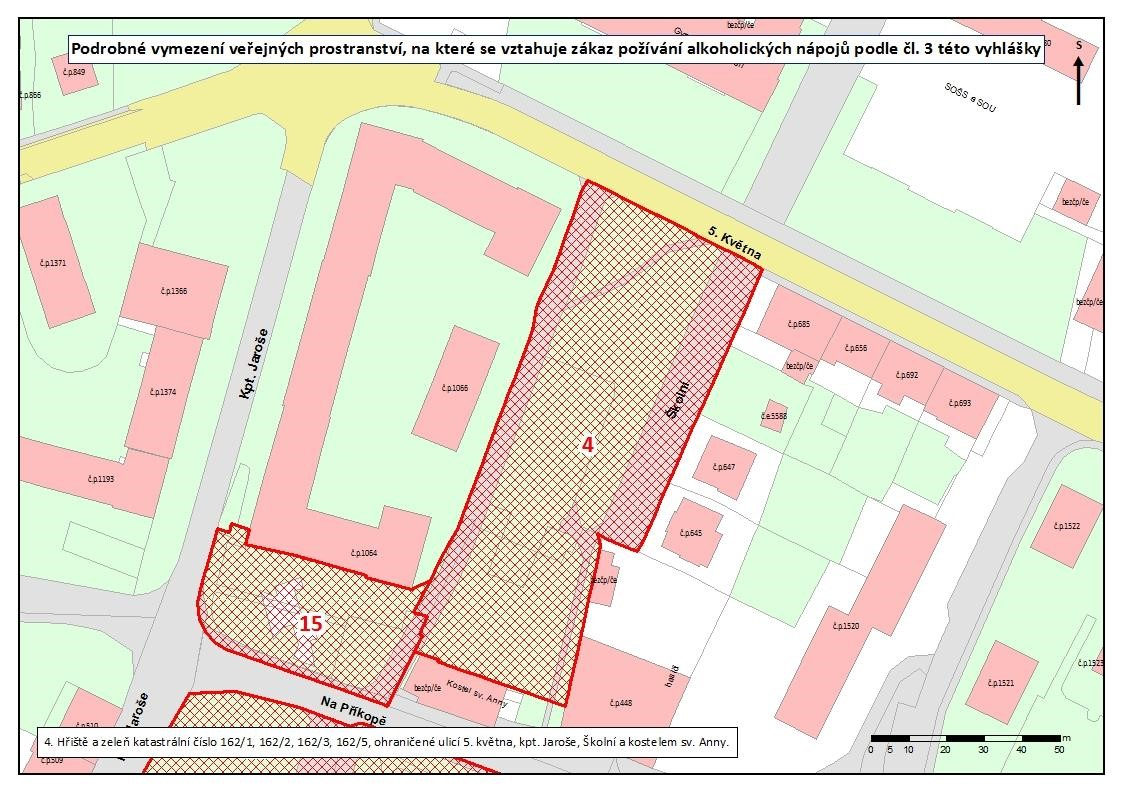 Podrobné vymezení veřejných prostranství, na které se vztahuje zákaz požívání alkoholických nápojů podle čl. 3 této vyhlášky
bezčp/če
S
č.p.849
č.p.866
SOŠS a SOU
bezčp/če
5. Května
č.p.1371
č.p.1366
bezčp/če
č.p.685
č.p.656
Kpt. Jaroše
bezčp/če
č.p.692
č.p.1374
č.p.1066
Školní
č.p.693
č.e.5588
4
č.p.647
č.p.1193
č.p.1522
č.p.645
č.p.1064
bezčp/če
15
č.p.1520
č.p.1523
bezčp/če
Kostel sv. Anny
č.p.1521
č.p.448
Na Příkopě
č.p.510
Jaroše
4. Hřiště a zeleň katastrální číslo 162/1, 162/2, 162/3, 162/5, ohraničené ulicí 5. května, kpt. Jaroše, Školní a kostelem sv. Anny.
m
0 10 20 30 40 50
č.p.509